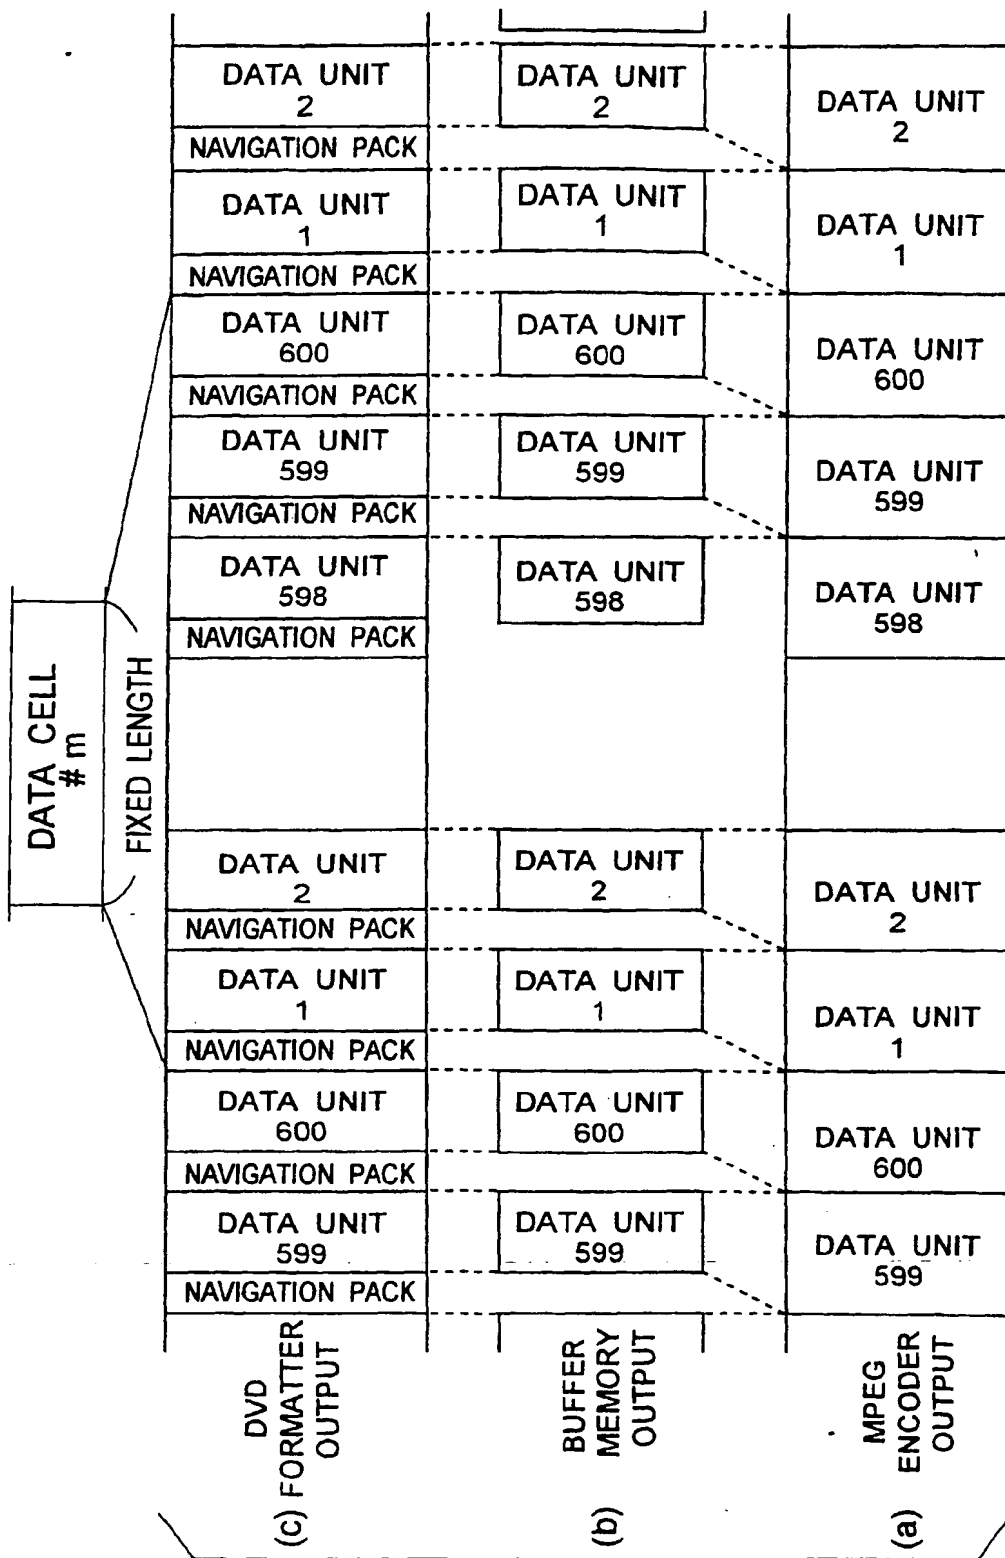 DATA CELL
# m
FIXED LENGTH
DATA UNIT
2
NAVIGATION PACK
DATA UNIT
1
NAVIGATION PACK
DATA UNIT
600
NAVIGATION PACK
DATA UNIT
599
NAVIGATION PACK
DATA UNIT
598
NAVIGATION PACK
DATA UNIT
2
NAVIGATION PACK
DATA UNIT
1
NAVIGATION PACK
DATA UNIT
600
NAVIGATION PACK
DATA UNIT
599
NAVIGATION PACK
DVD
(c) FORMATTER
OUTPUT
DATA UNIT
2
DATA UNIT
1
DATA UNIT
600
DATA UNIT
599
DATA UNIT
598
DATA UNIT
2
DATA UNIT
1
DATA UNIT
600
DATA UNIT
599
BUFFER
(b) MEMORY
OUTPUT
DATA UNIT
2
DATA UNIT
1
DATA UNIT
600
DATA UNIT
599
DATA UNIT
598
DATA UNIT
2
DATA UNIT
1
DATA UNIT
600
DATA UNIT
599
MPEG
(a) ENCODER
OUTPUT